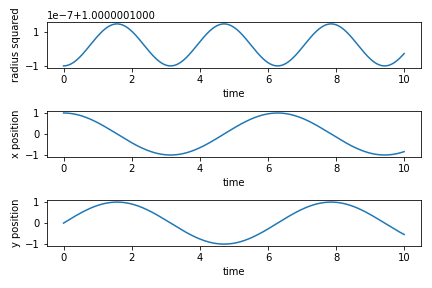 1e-7+1.0000001000
radius squared
1
−1
0 2 4 6 8 10
time
x position
1
0
−1
0 2 4 6 8 10
time
y position
1
0
−1
0 2 4 6 8 10
time